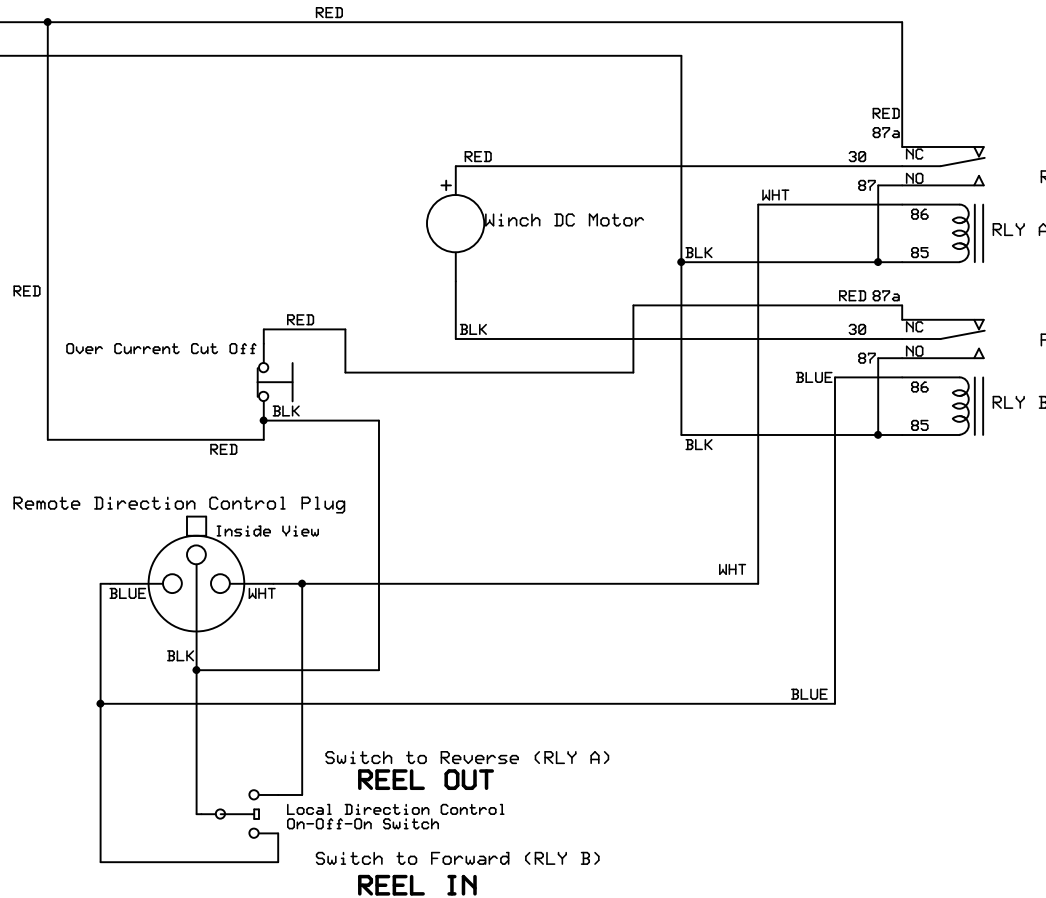 RED
RED
87a
RED
30
NC
+
87
NO
WHT
86
Winch DC Motor
RLY A
BLK
85
RED
RED 87a
RED
BLK
30
NC
Over Current Cut Off
87
NO
BLUE
86
BLK
RLY B
85
RED
BLK
Remote Direction Control Plug
Inside View
WHT
BLUE
WHT
BLK
BLUE
Switch to Reverse (RLY A)
REEL OUT
Local Direction Control
On-Off-On Switch
Switch to Forward (RLY B)
REEL IN